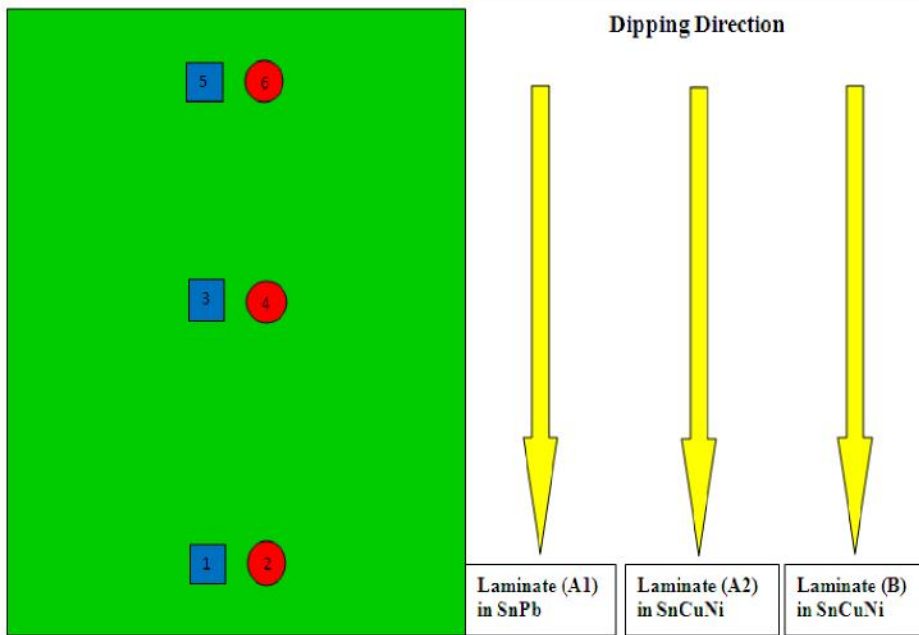 Dipping Direction
5 6
3 4
1 2
Laminate (A1)
in SnPb
Laminate (A2)
in SnCuNi
Laminate (B)
in SnCuNi